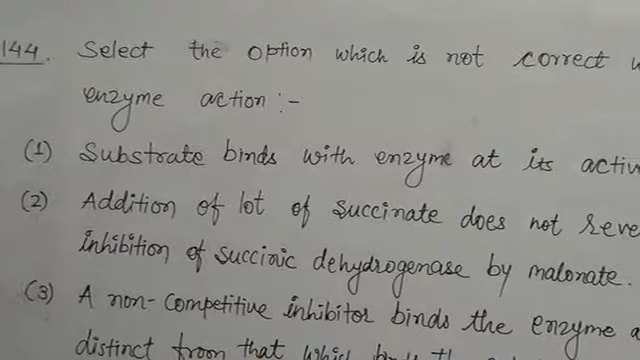 144. Select the option which is not correct
enzyme action :-
(1) Substrate binds with enzyme at its
(2) Addition of lot of succinate does not
inhibition of succinic dehydrogenase by malonate.
(3) A non-competitive inhibitor binds the enzyme
distinct from that which